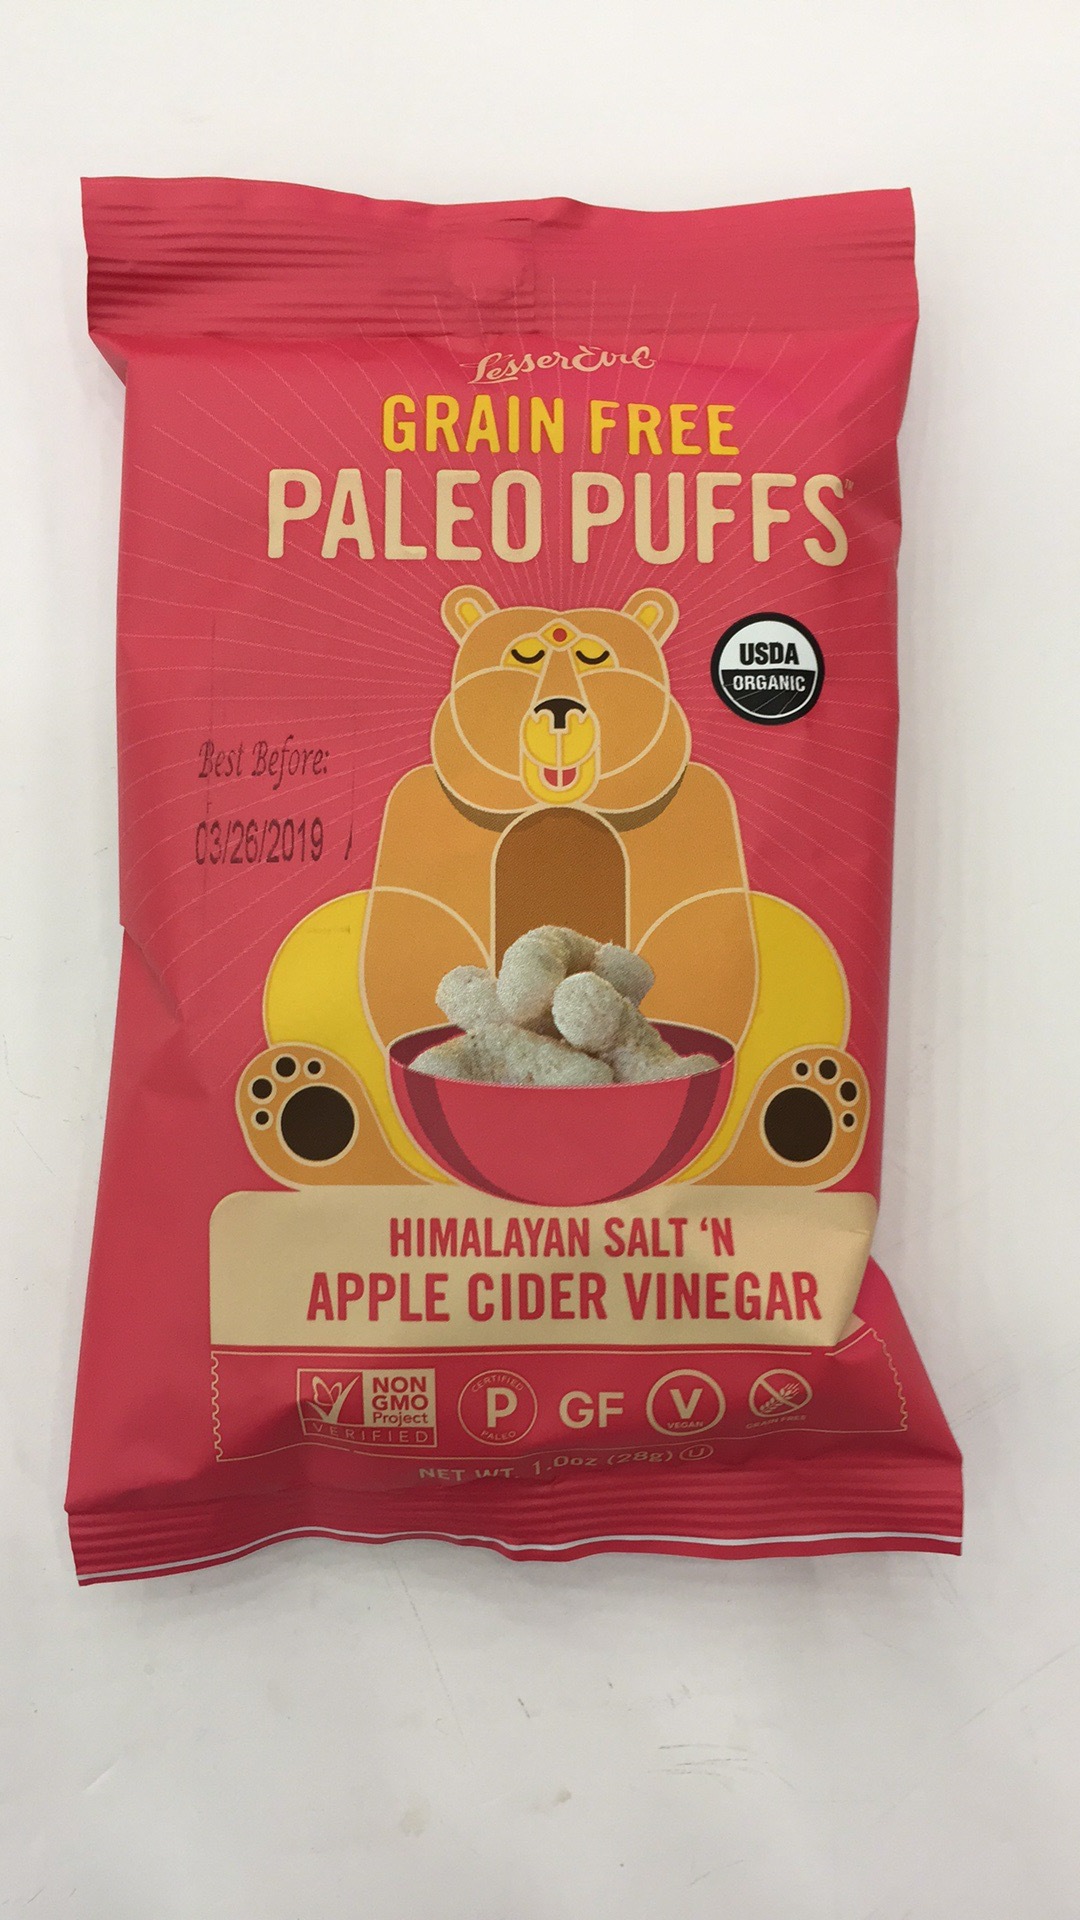 LesserEvil
GRAIN FREE
PALEO PUFFS™
USDA
ORGANIC
Best Before:
03/26/2019
HIMALAYAN SALT ‘N
APPLE CIDER VINEGAR
NON
GMO
Project
VERIFIED
CERTIFIED
P
PALEO
GF
V
VEGAN
GRAIN FREE
NET WT. 1.0oz (28g) U